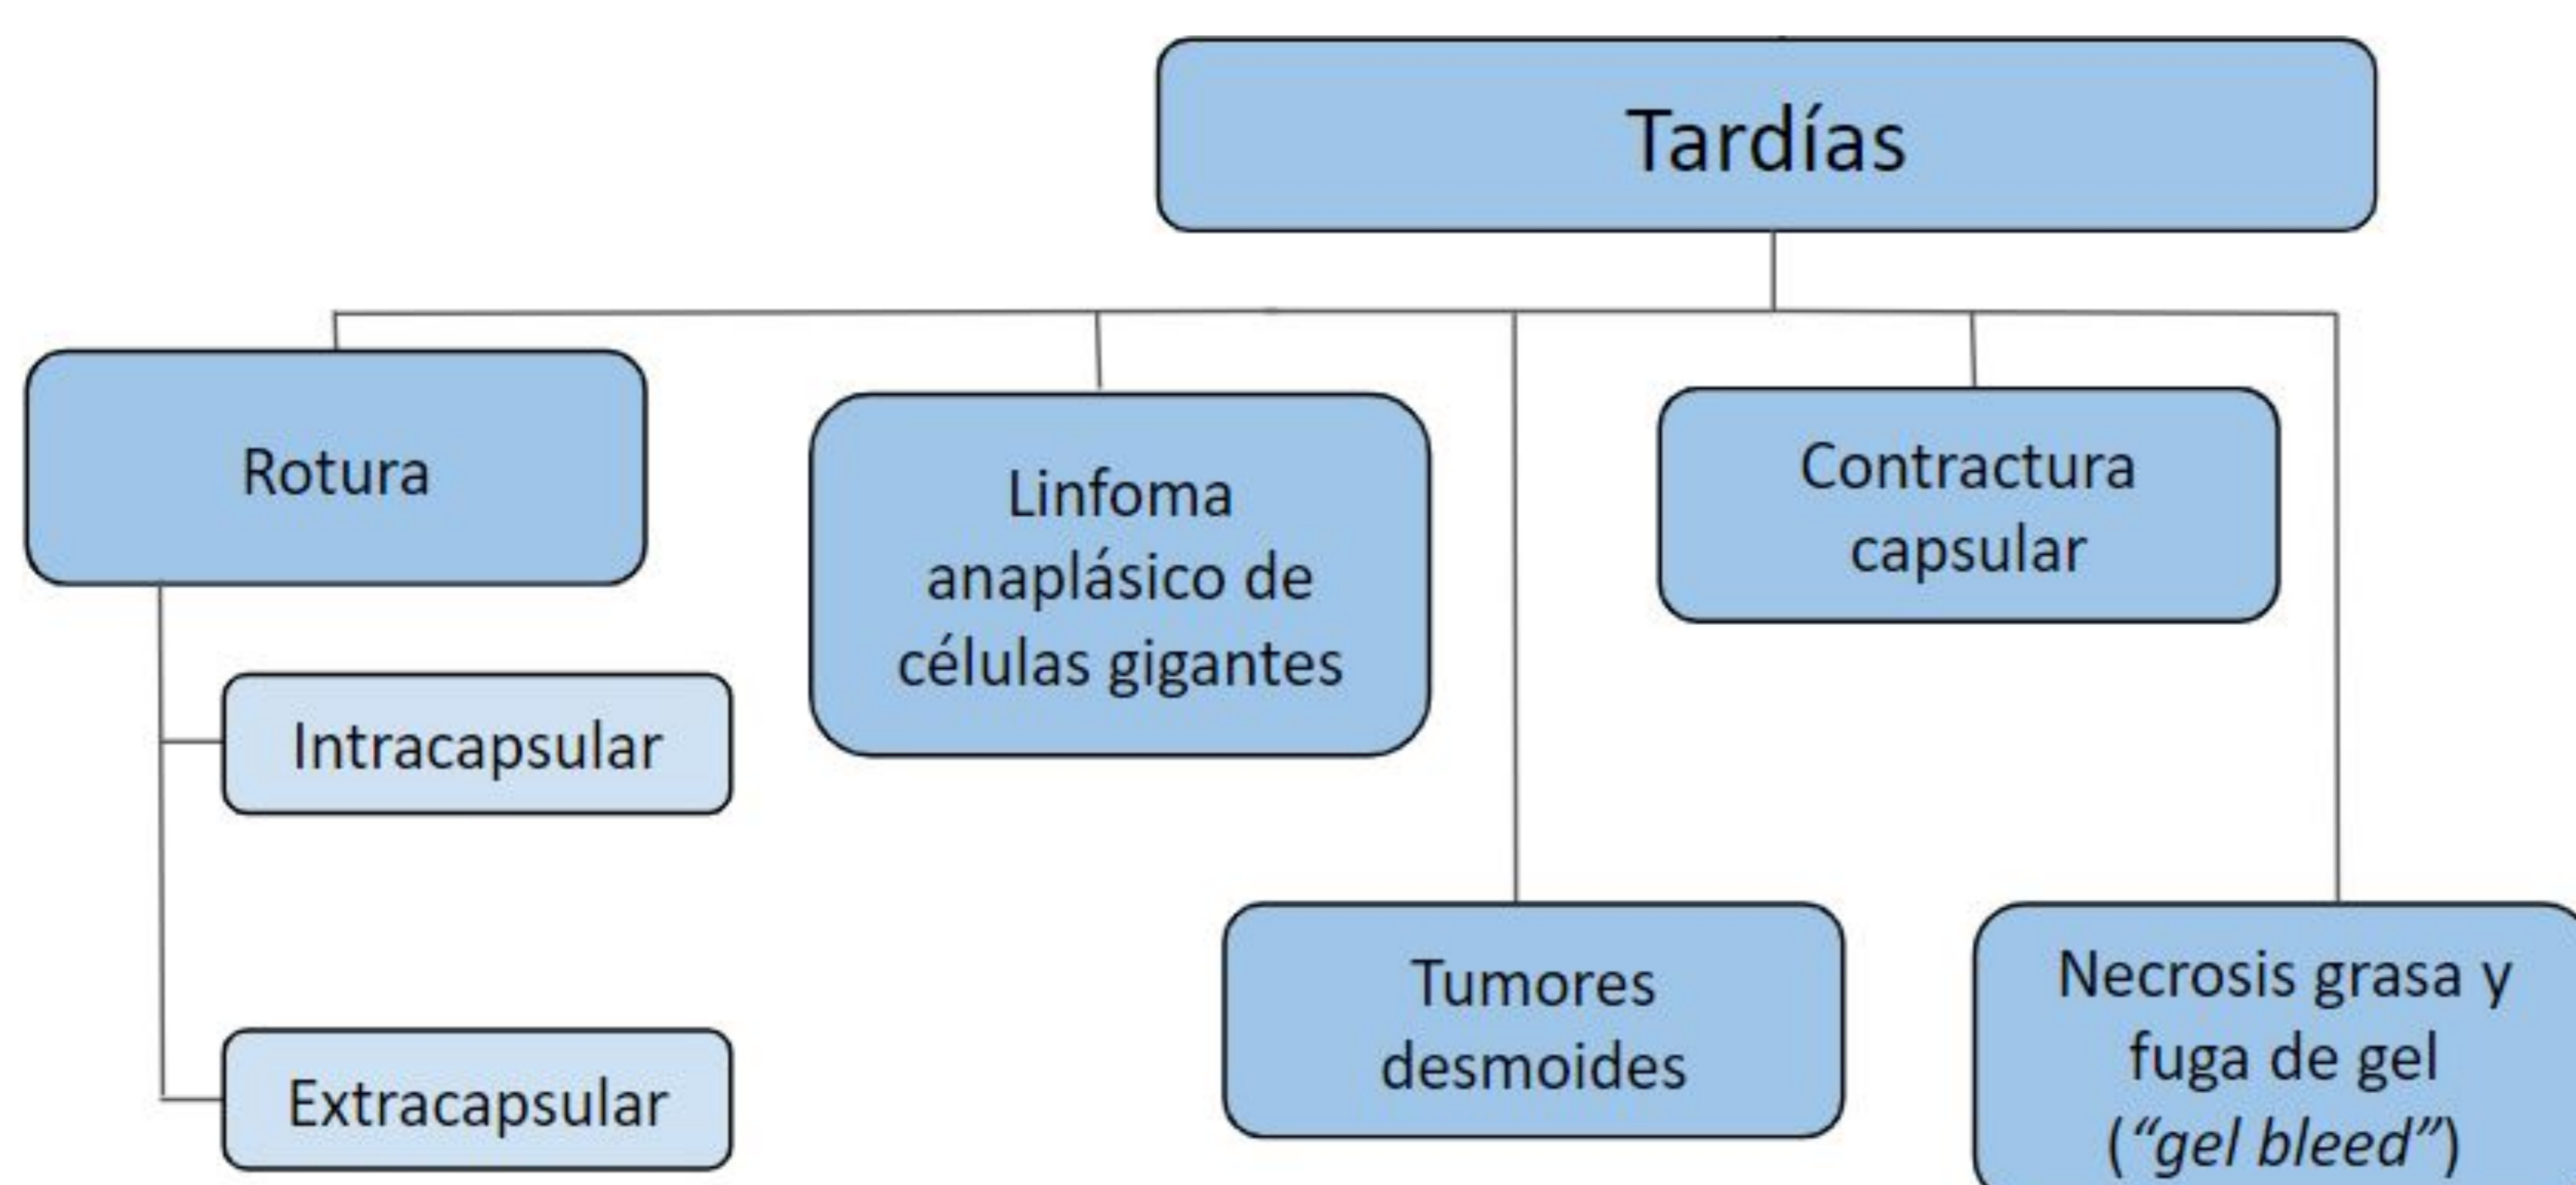 Tardías
Rotura
Intracapsular
Extracapsular
Linfoma
anaplásico de
células gigantes
Tumores
desmoides
Contractura
capsular
Necrosis grasa y
fuga de gel
(“gel bleed”)